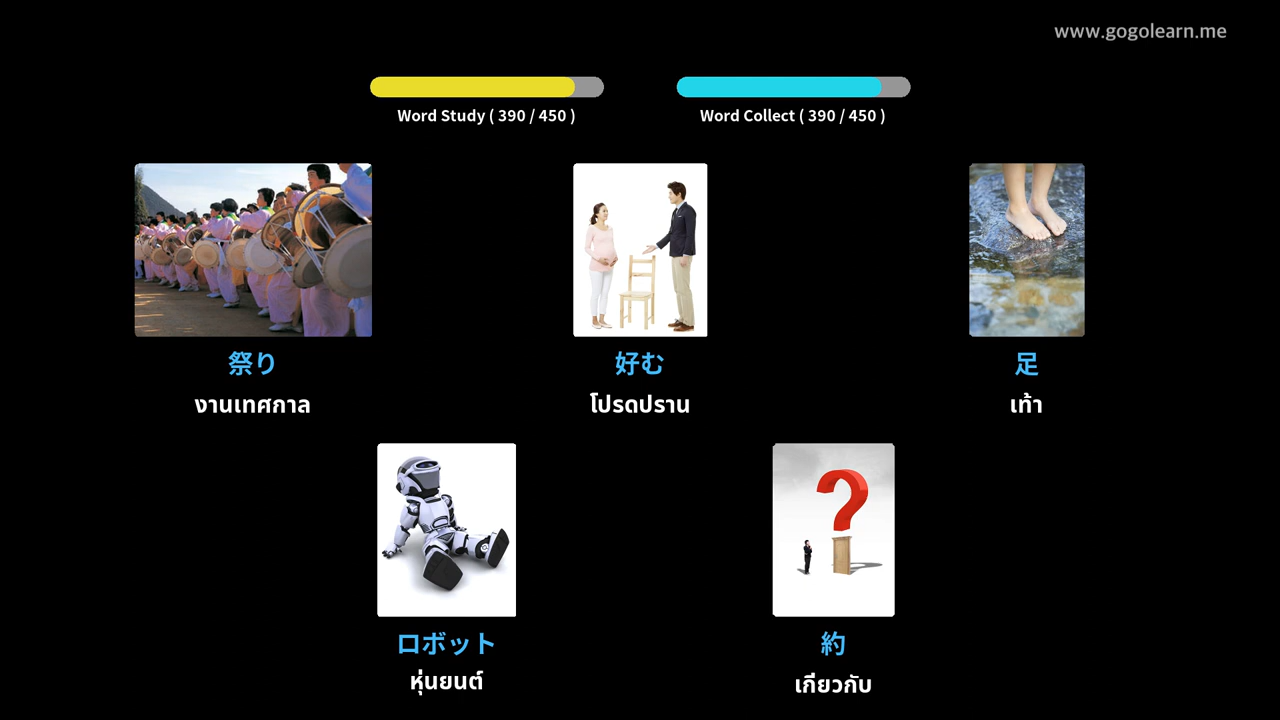 www.gogolearn.me
Word Study ( 390 / 450 )
Word Collect ( 390 / 450 )
祭り
งานเทศกาล
好む
โปรดปราน
足
เท้า
ロボット
หุ่นยนต์
約
เกี่ยวกับ